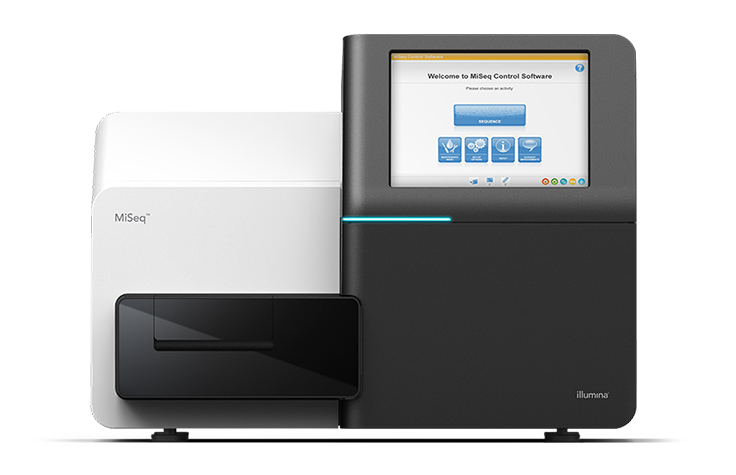 MiSeq Control Software
Welcome to MiSeq Control Software
Please choose an activity
SEQUENCE
MiSeq™
illumina®